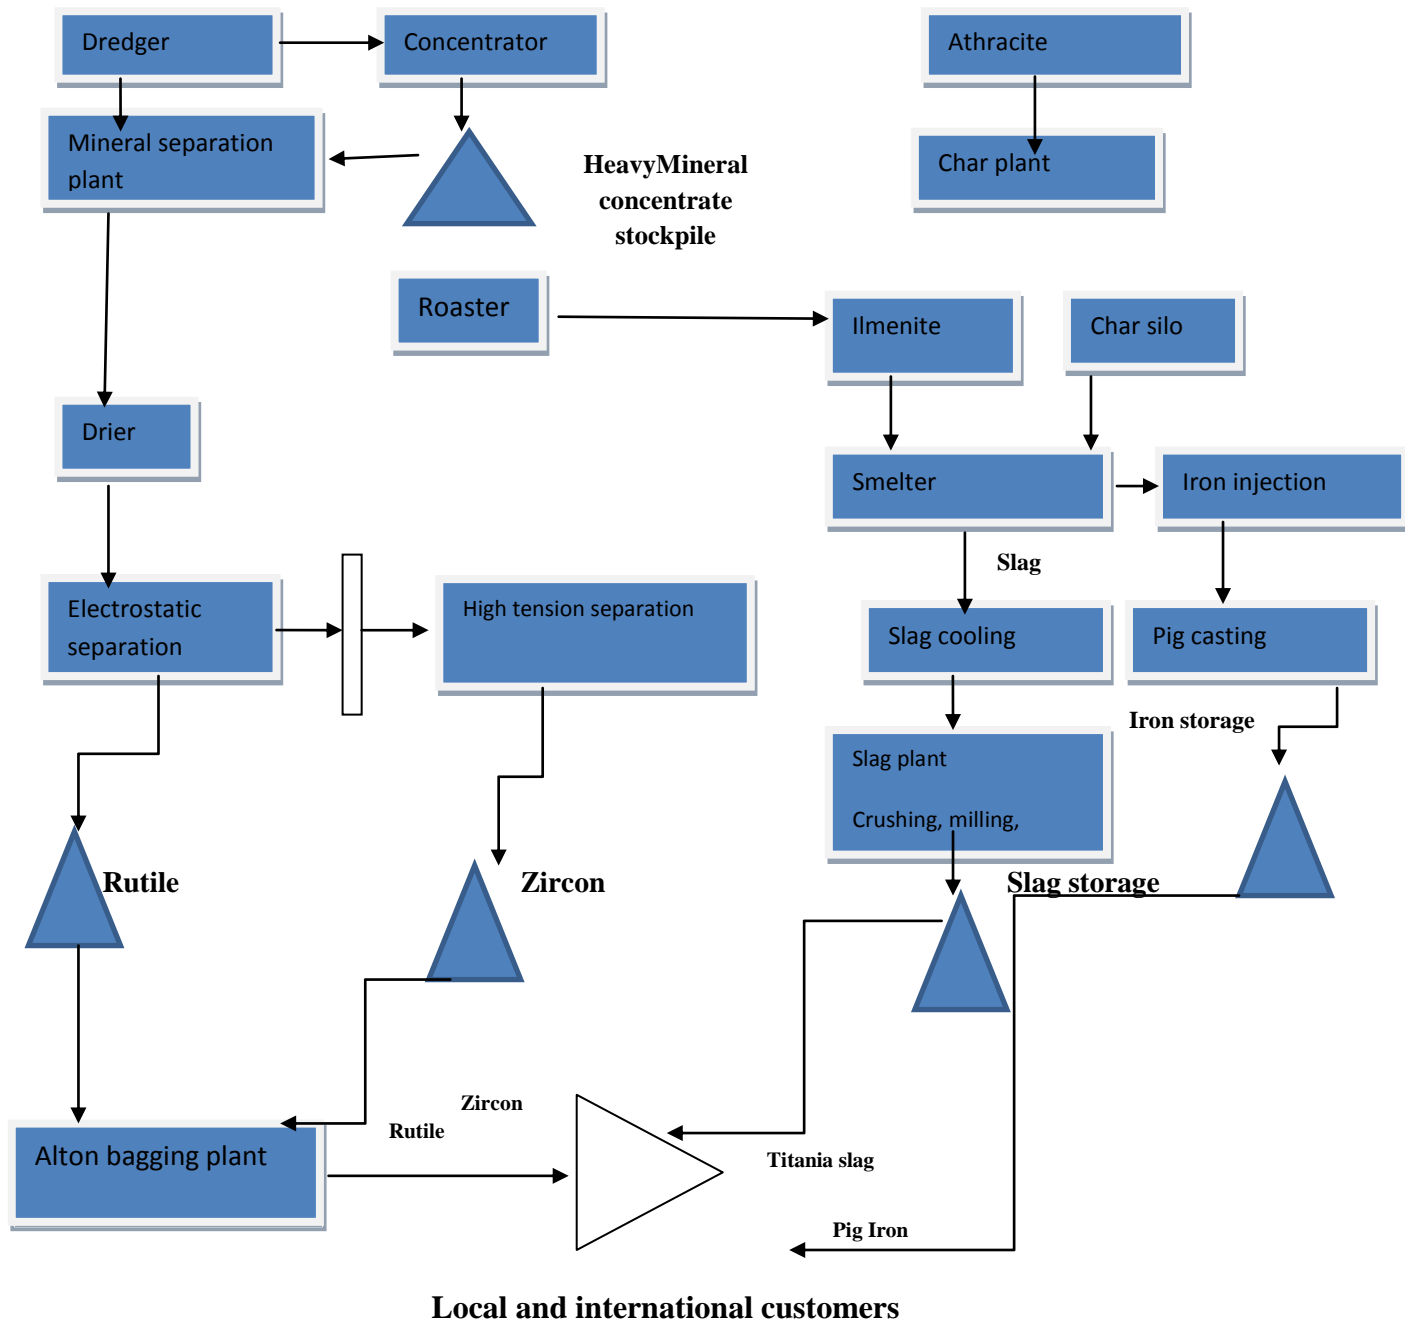 Dredger
Concentrator
Athracite
Mineral separation
plant
HeavyMineral
concentrate
stockpile
Char plant
Roaster
Ilmenite
Char silo
Drier
Smelter
Iron injection
Slag
Electrostatic
separation
High tension separation
Slag cooling
Pig casting
Iron storage
Slag plant
Crushing, milling,
Rutile
Zircon
Slag storage
Zircon
Rutile
Alton bagging plant
Titania slag
Pig Iron
Local and international customers